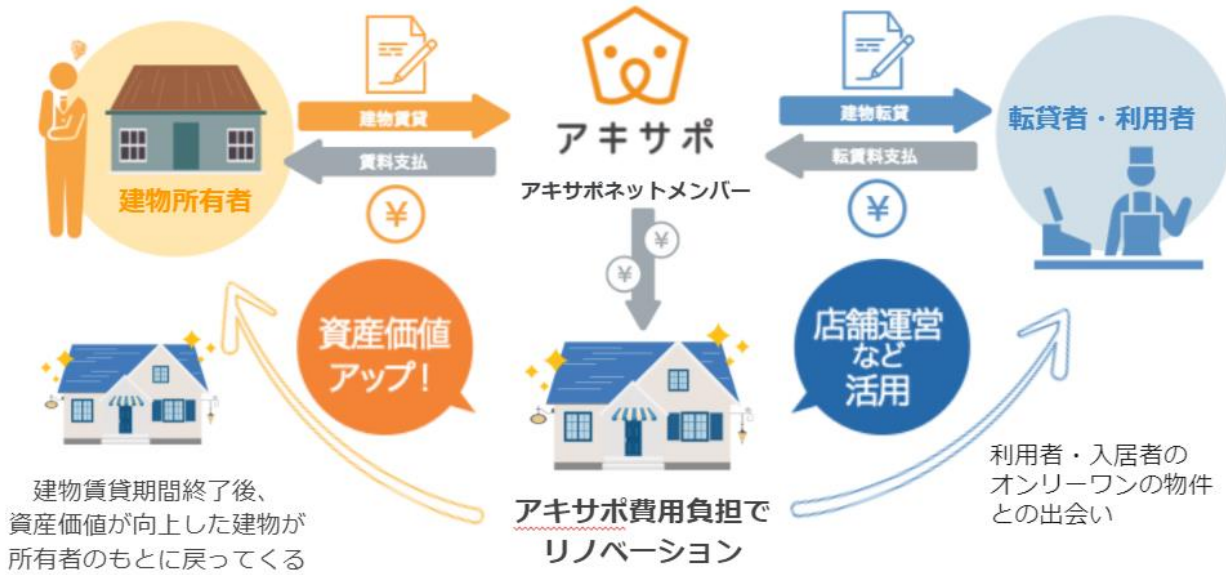 建物賃貸
賃料支払
¥
建物所有者
アキサポ
アキサポネットメンバー
建物転貸
転賃料支払
¥
転貸者・利用者
¥
¥
資産価値
アップ！
店舗運営
など
活用
建物賃貸期間終了後、
資産価値が向上した建物が
所有者のもとに戻ってくる
アキサポ費用負担で
リノベーション
利用者・入居者の
オンリーワンの物件
との出会い